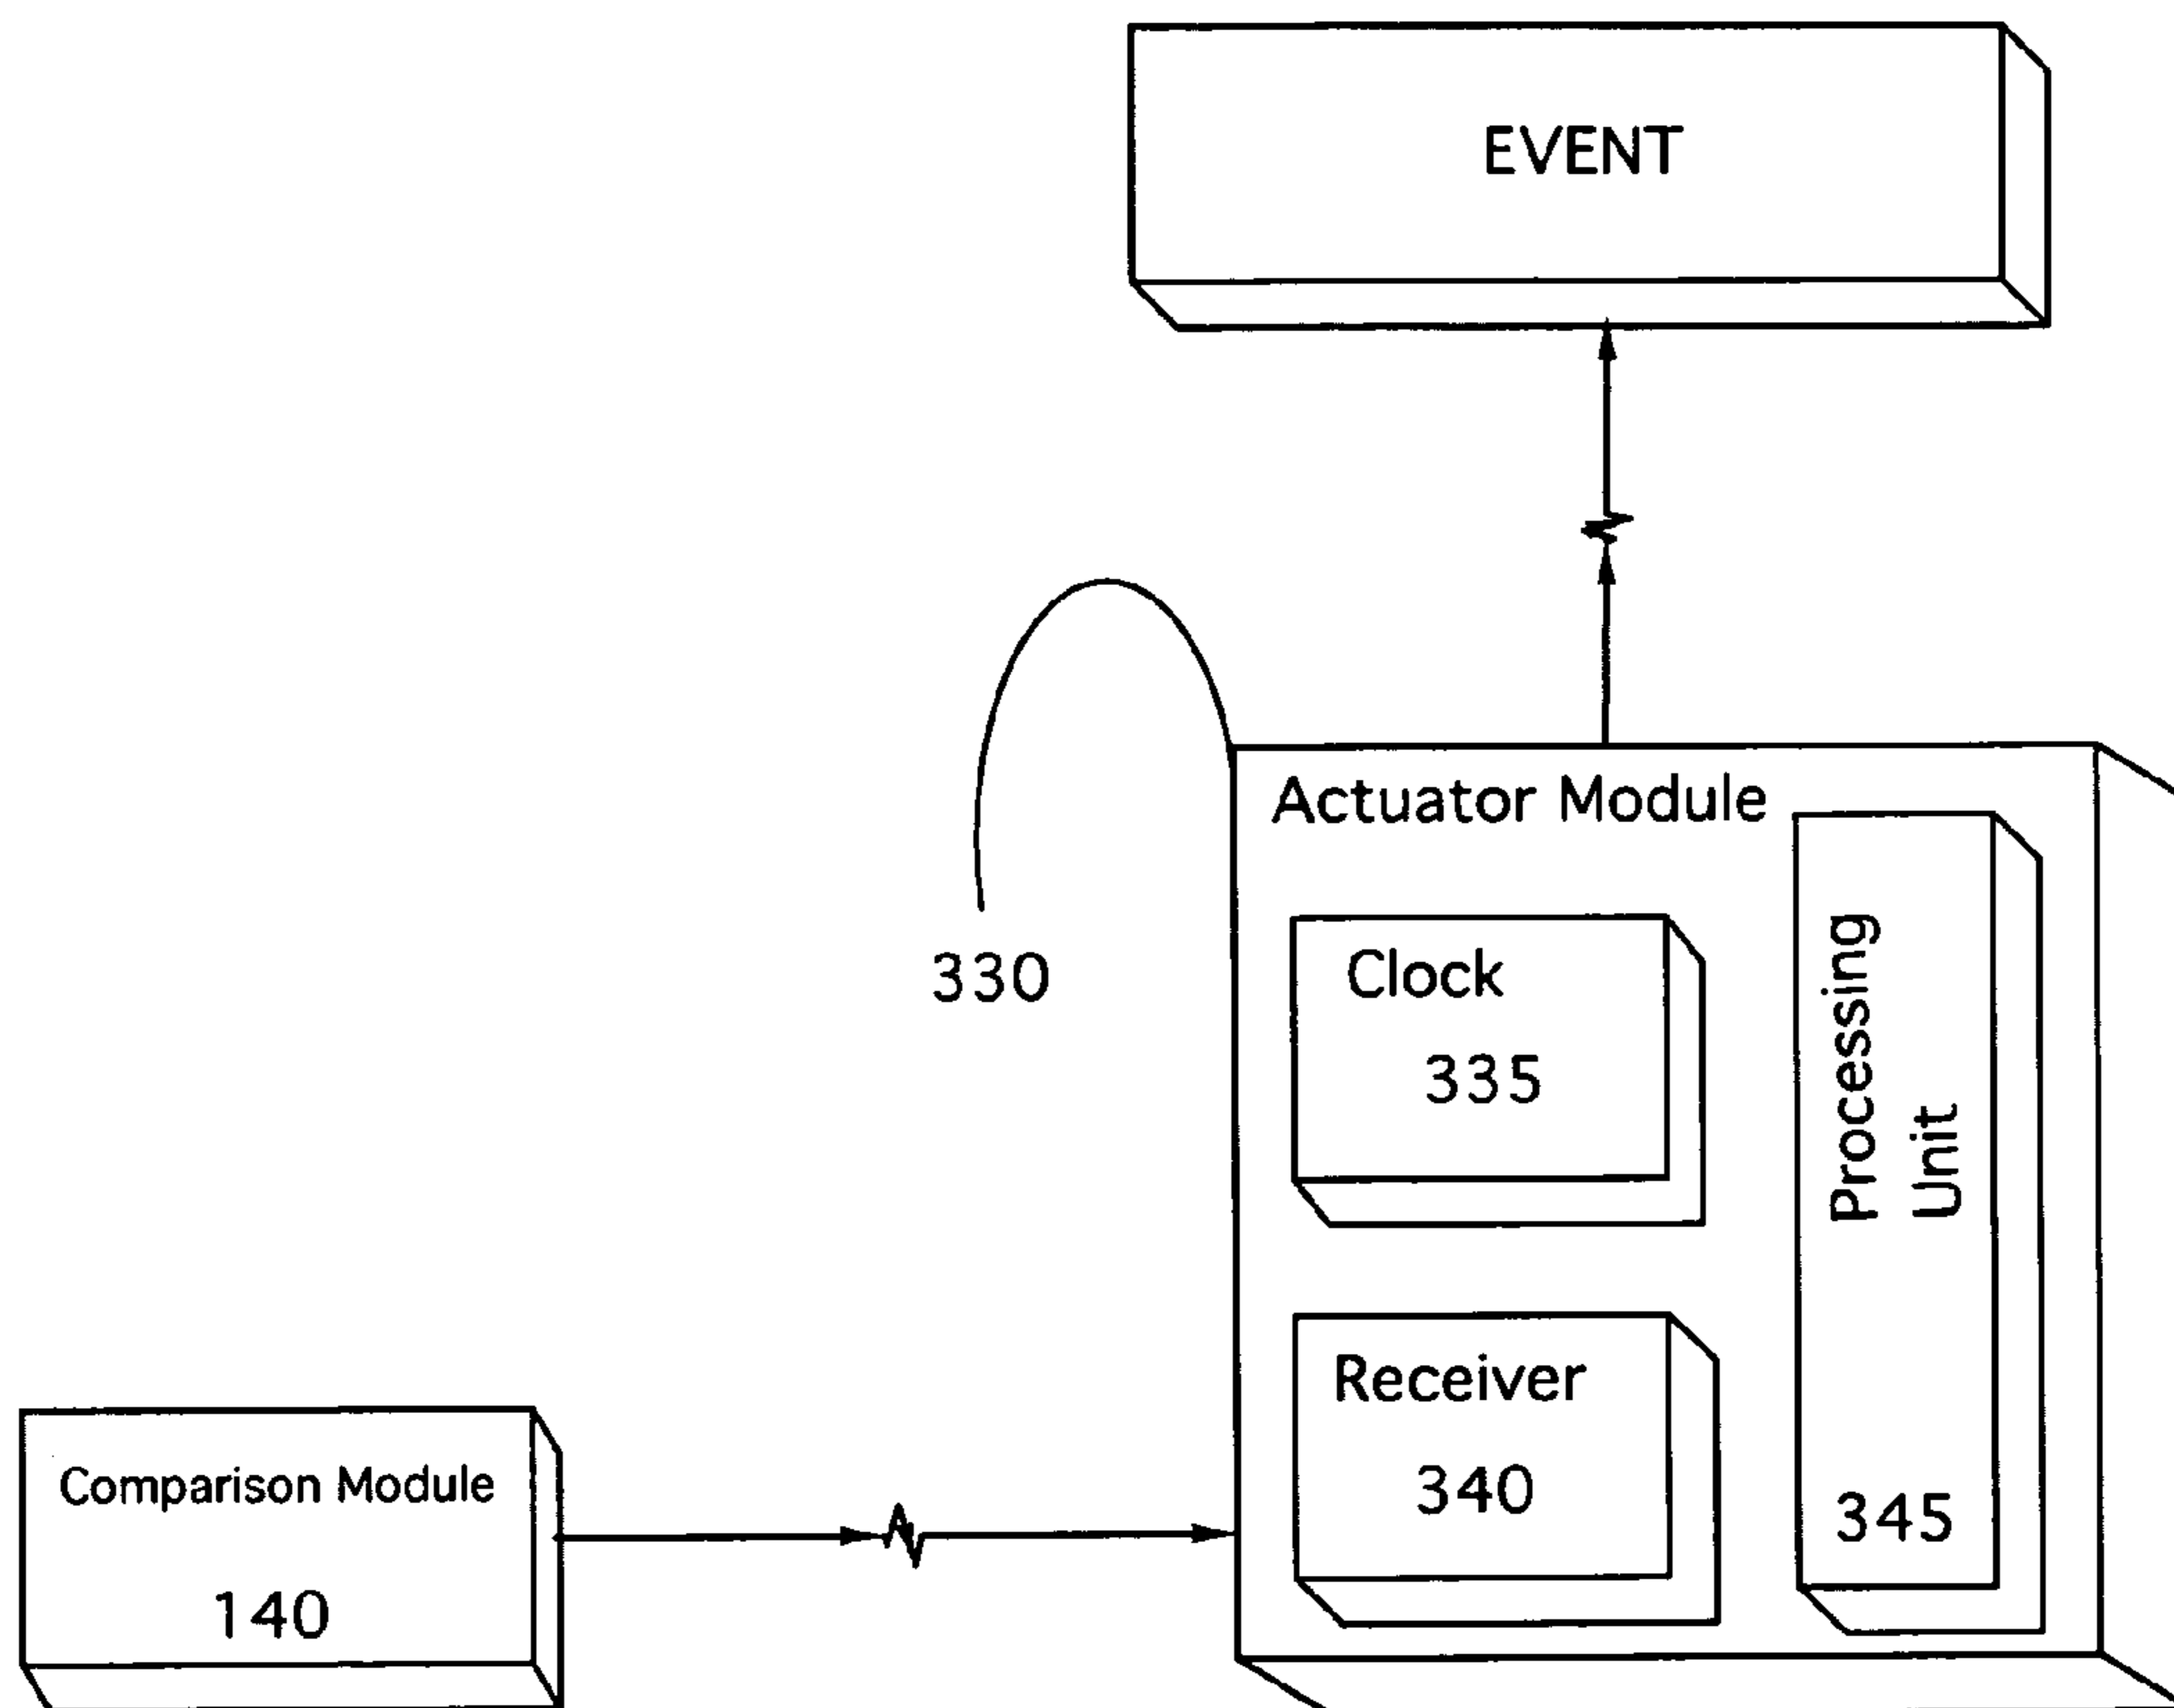 EVENT
Actuator Module
330
Clock
335
Processing
Unit
345
Receiver
340
Comparison Module
140